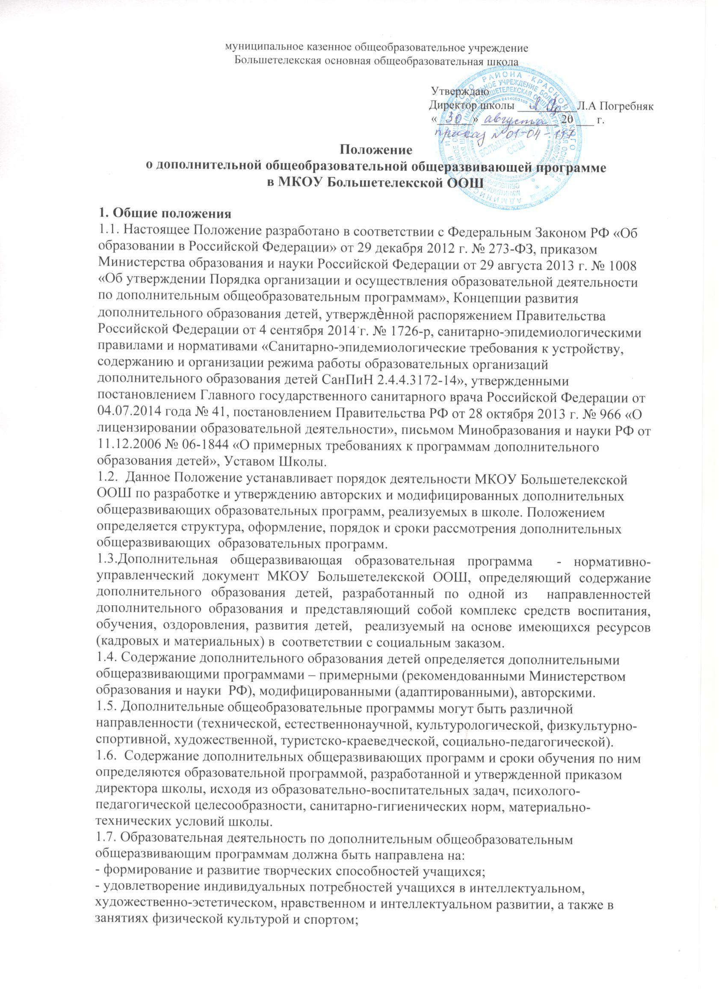 муниципальное казенное общеобразовательное учреждение
Большетелекская основная общеобразовательная школа
Утверждаю
Директор школы __________Л.А Погребняк
« 30 » августа 20___ г.
приказ № 01-04-117
Положение
о дополнительной общеобразовательной общеразвивающей программе
в МКОУ Большетелекской ООШ
1. Общие положения
1.1. Настоящее Положение разработано в соответствии с Федеральным Законом РФ «Об
образовании в Российской Федерации» от 29 декабря 2012 г. № 273-ФЗ, приказом
Министерства образования и науки Российской Федерации от 29 августа 2013 г. № 1008
«Об утверждении Порядка организации и осуществления образовательной деятельности
по дополнительным общеобразовательным программам», Концепции развития
дополнительного образования детей, утверждѐнной распоряжением Правительства
Российской Федерации от 4 сентября 2014 г. № 1726-р, санитарно-эпидемиологическими
правилами и нормативами «Санитарно-эпидемиологические требования к устройству,
содержанию и организации режима работы образовательных организаций
дополнительного образования детей СанПиН 2.4.4.3172-14», утвержденными
постановлением Главного государственного санитарного врача Российской Федерации от
04.07.2014 года № 41, постановлением Правительства РФ от 28 октября 2013 г. № 966 «О
лицензировании образовательной деятельности», письмом Минобразования и науки РФ от
11.12.2006 № 06-1844 «О примерных требованиях к программам дополнительного
образования детей», Уставом Школы.
1.2. Данное Положение устанавливает порядок деятельности МКОУ Большетелекской
ООШ по разработке и утверждению авторских и модифицированных дополнительных
общеразвивающих образовательных программ, реализуемых в школе. Положением
определяется структура, оформление, порядок и сроки рассмотрения дополнительных
общеразвивающих образовательных программ.
1.3.Дополнительная общеразвивающая образовательная программа - нормативно-
управленческий документ МКОУ Большетелекской ООШ, определяющий содержание
дополнительного образования детей, разработанный по одной из направленностей
дополнительного образования и представляющий собой комплекс средств воспитания,
обучения, оздоровления, развития детей, реализуемый на основе имеющихся ресурсов
(кадровых и материальных) в соответствии с социальным заказом.
1.4. Содержание дополнительного образования детей определяется дополнительными
общеразвивающими программами – примерными (рекомендованными Министерством
образования и науки РФ), модифицированными (адаптированными), авторскими.
1.5. Дополнительные общеобразовательные программы могут быть различной
направленности (технической, естественнонаучной, культурологической, физкультурно-
спортивной, художественной, туристско-краеведческой, социально-педагогической).
1.6. Содержание дополнительных общеразвивающих программ и сроки обучения по ним
определяются образовательной программой, разработанной и утвержденной приказом
директора школы, исходя из образовательно-воспитательных задач, психолого-
педагогической целесообразности, санитарно-гигиенических норм, материально-
технических условий школы.
1.7. Образовательная деятельность по дополнительным общеобразовательным
общеразвивающим программам должна быть направлена на:
- формирование и развитие творческих способностей учащихся;
- удовлетворение индивидуальных потребностей учащихся в интеллектуальном,
художественно-эстетическом, нравственном и интеллектуальном развитии, а также в
занятиях физической культурой и спортом;